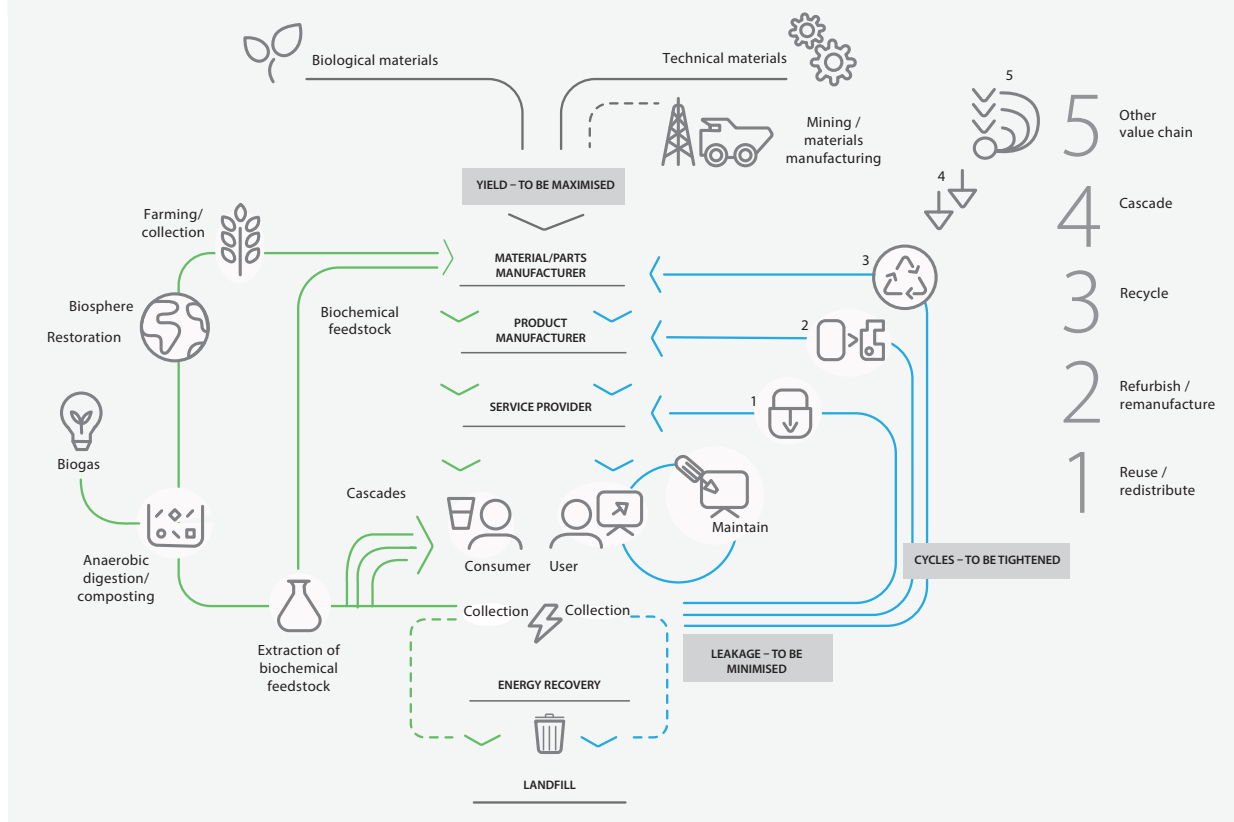 Biological materials
Technical materials
Mining /
materials
manufacturing
5
5
Other
value chain
YIELD – TO BE MAXIMISED
4
4
Cascade
Farming/
collection
MATERIAL/PARTS
MANUFACTURER
3
3
Recycle
Biosphere
Restoration
Biochemical
feedstock
PRODUCT
MANUFACTURER
2
2
Refurbish /
remanufacture
SERVICE PROVIDER
1
1
Reuse /
redistribute
Biogas
Cascades
Maintain
Anaerobic
digestion/
composting
Consumer
User
CYCLES – TO BE TIGHTENED
Collection
Collection
Extraction of
biochemical
feedstock
LEAKAGE – TO BE
MINIMISED
ENERGY RECOVERY
LANDFILL